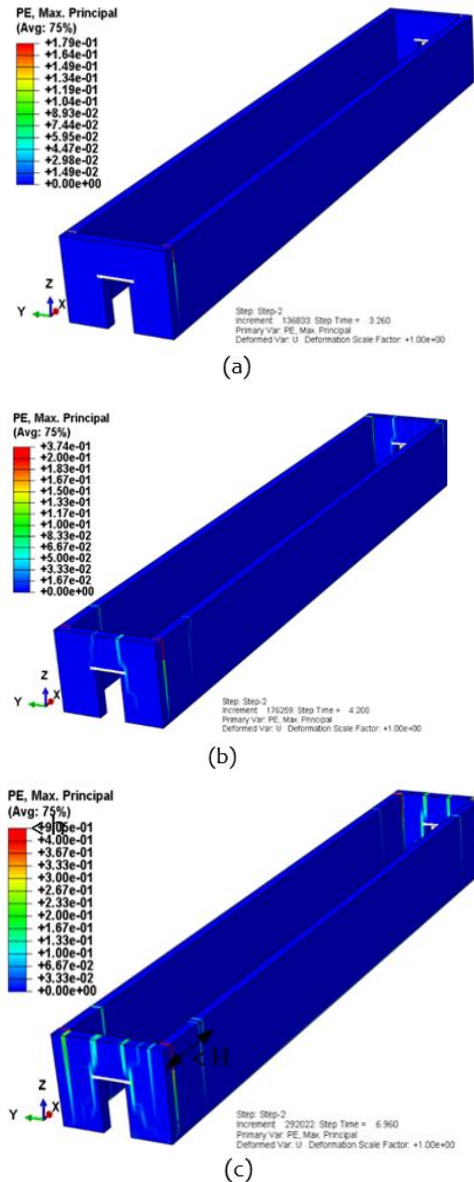 PE, Max. Principal
(Avg: 75%)
+1.79e-01
+1.64e-01
+1.49e-01
+1.34e-01
+1.19e-01
+1.04e-01
+8.93e-02
+7.44e-02
+5.95e-02
+4.47e-02
+2.98e-02
+1.49e-02
+0.00e+00
Z
Y
X
Step: Step-2
Increment 136833: Step Time = 3.260
Primary Var: PE, Max. Principal
Deformed Var: U Deformation Scale Factor: +1.00e+00
(a)
PE, Max. Principal
(Avg: 75%)
+3.74e-01
+2.00e-01
+1.83e-01
+1.67e-01
+1.50e-01
+1.33e-01
+1.17e-01
+1.00e-01
+8.33e-02
+6.67e-02
+5.00e-02
+3.33e-02
+1.67e-02
+0.00e+00
Z
Y
X
Step: Step-2
Increment 176259: Step Time = 4.200
Primary Var: PE, Max. Principal
Deformed Var: U Deformation Scale Factor: +1.00e+00
(b)
PE, Max. Principal
(Avg: 75%)
+4.00e-01
+3.67e-01
+3.33e-01
+3.00e-01
+2.67e-01
+2.33e-01
+2.00e-01
+1.67e-01
+1.33e-01
+1.00e-01
+6.67e-02
+3.33e-02
+0.00e+00
< H
Z
Y
X
Step: Step-2
Increment 292022: Step Time = 6.960
Primary Var: PE, Max. Principal
Deformed Var: U Deformation Scale Factor: +1.00e+00
(c)